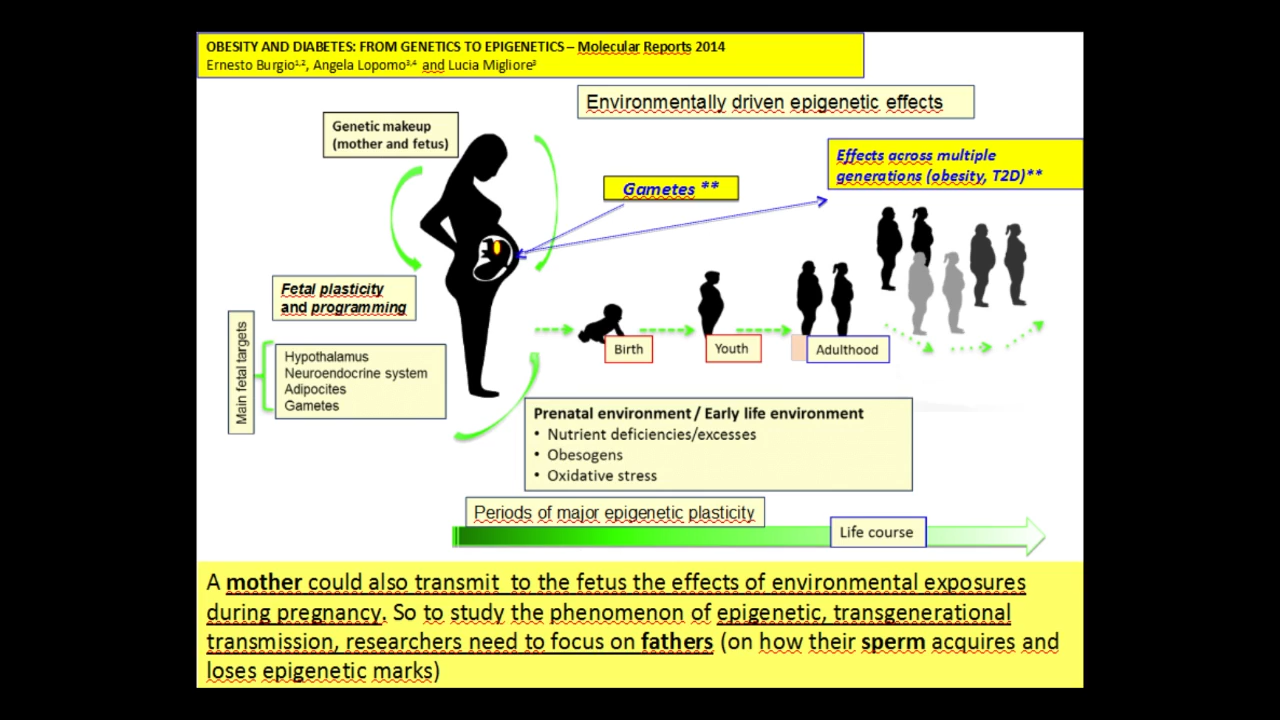 OBESITY AND DIABETES: FROM GENETICS TO EPIGENETICS – Molecular Reports 2014
Ernesto Burgio¹,², Angela Lopomo³,⁴ and Lucia Migliore³
Environmentally driven epigenetic effects
Genetic makeup
(mother and fetus)
Effects across multiple
generations (obesity, T2D)**
Gametes **
Fetal plasticity
and programming
Main fetal targets
Hypothalamus
Neuroendocrine system
Adipocites
Gametes
Birth
Youth
Adulthood
Prenatal environment / Early life environment
• Nutrient deficiencies/excesses
• Obesogens
• Oxidative stress
Periods of major epigenetic plasticity
Life course
A mother could also transmit to the fetus the effects of environmental exposures
during pregnancy. So to study the phenomenon of epigenetic, transgenerational
transmission, researchers need to focus on fathers (on how their sperm acquires and
loses epigenetic marks)